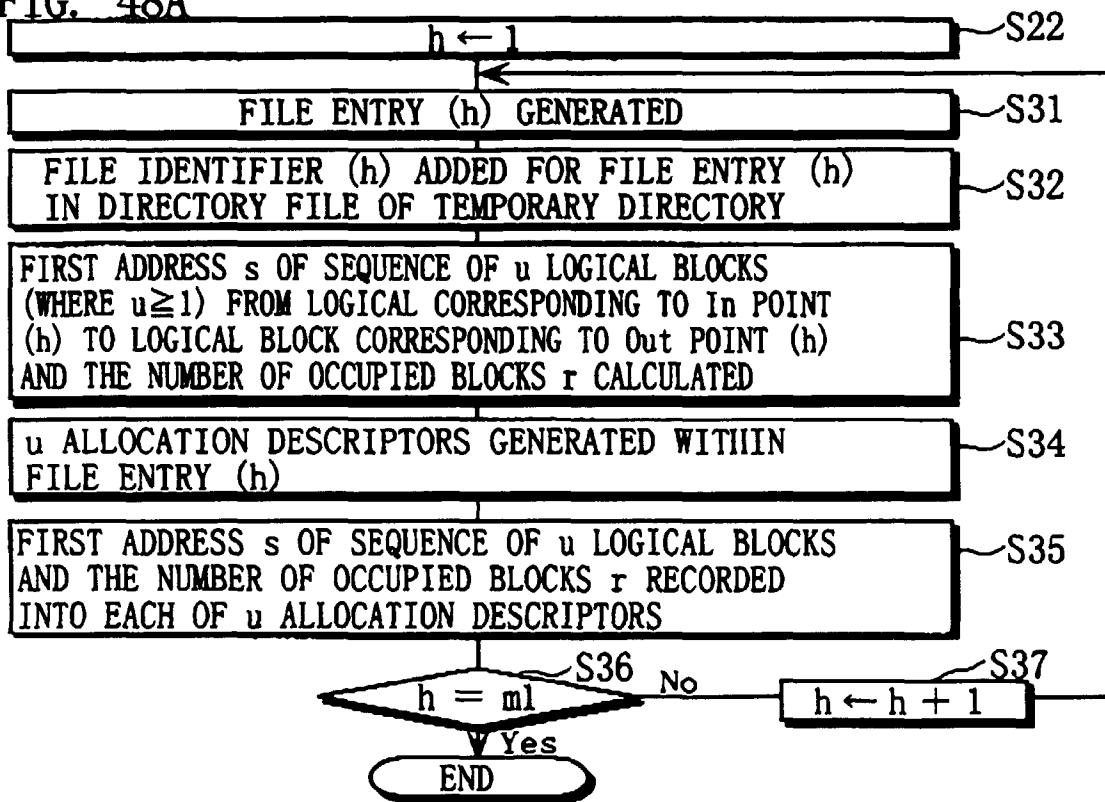 FIG. 48A
h ← 1
S22
FILE ENTRY (h) GENERATED
S31
FILE IDENTIFIER (h) ADDED FOR FILE ENTRY (h)
IN DIRECTORY FILE OF TEMPORARY DIRECTORY
S32
FIRST ADDRESS s OF SEQUENCE OF u LOGICAL BLOCKS
(WHERE u≧1) FROM LOGICAL CORRESPONDING TO In POINT
(h) TO LOGICAL BLOCK CORRESPONDING TO Out POINT (h)
AND THE NUMBER OF OCCUPIED BLOCKS r CALCULATED
S33
u ALLOCATION DESCRIPTORS GENERATED WITHIN
FILE ENTRY (h)
S34
FIRST ADDRESS s OF SEQUENCE OF u LOGICAL BLOCKS
AND THE NUMBER OF OCCUPIED BLOCKS r RECORDED
INTO EACH OF u ALLOCATION DESCRIPTORS
S35
S36
h = m1
No
S37
h ← h + 1
Yes
END